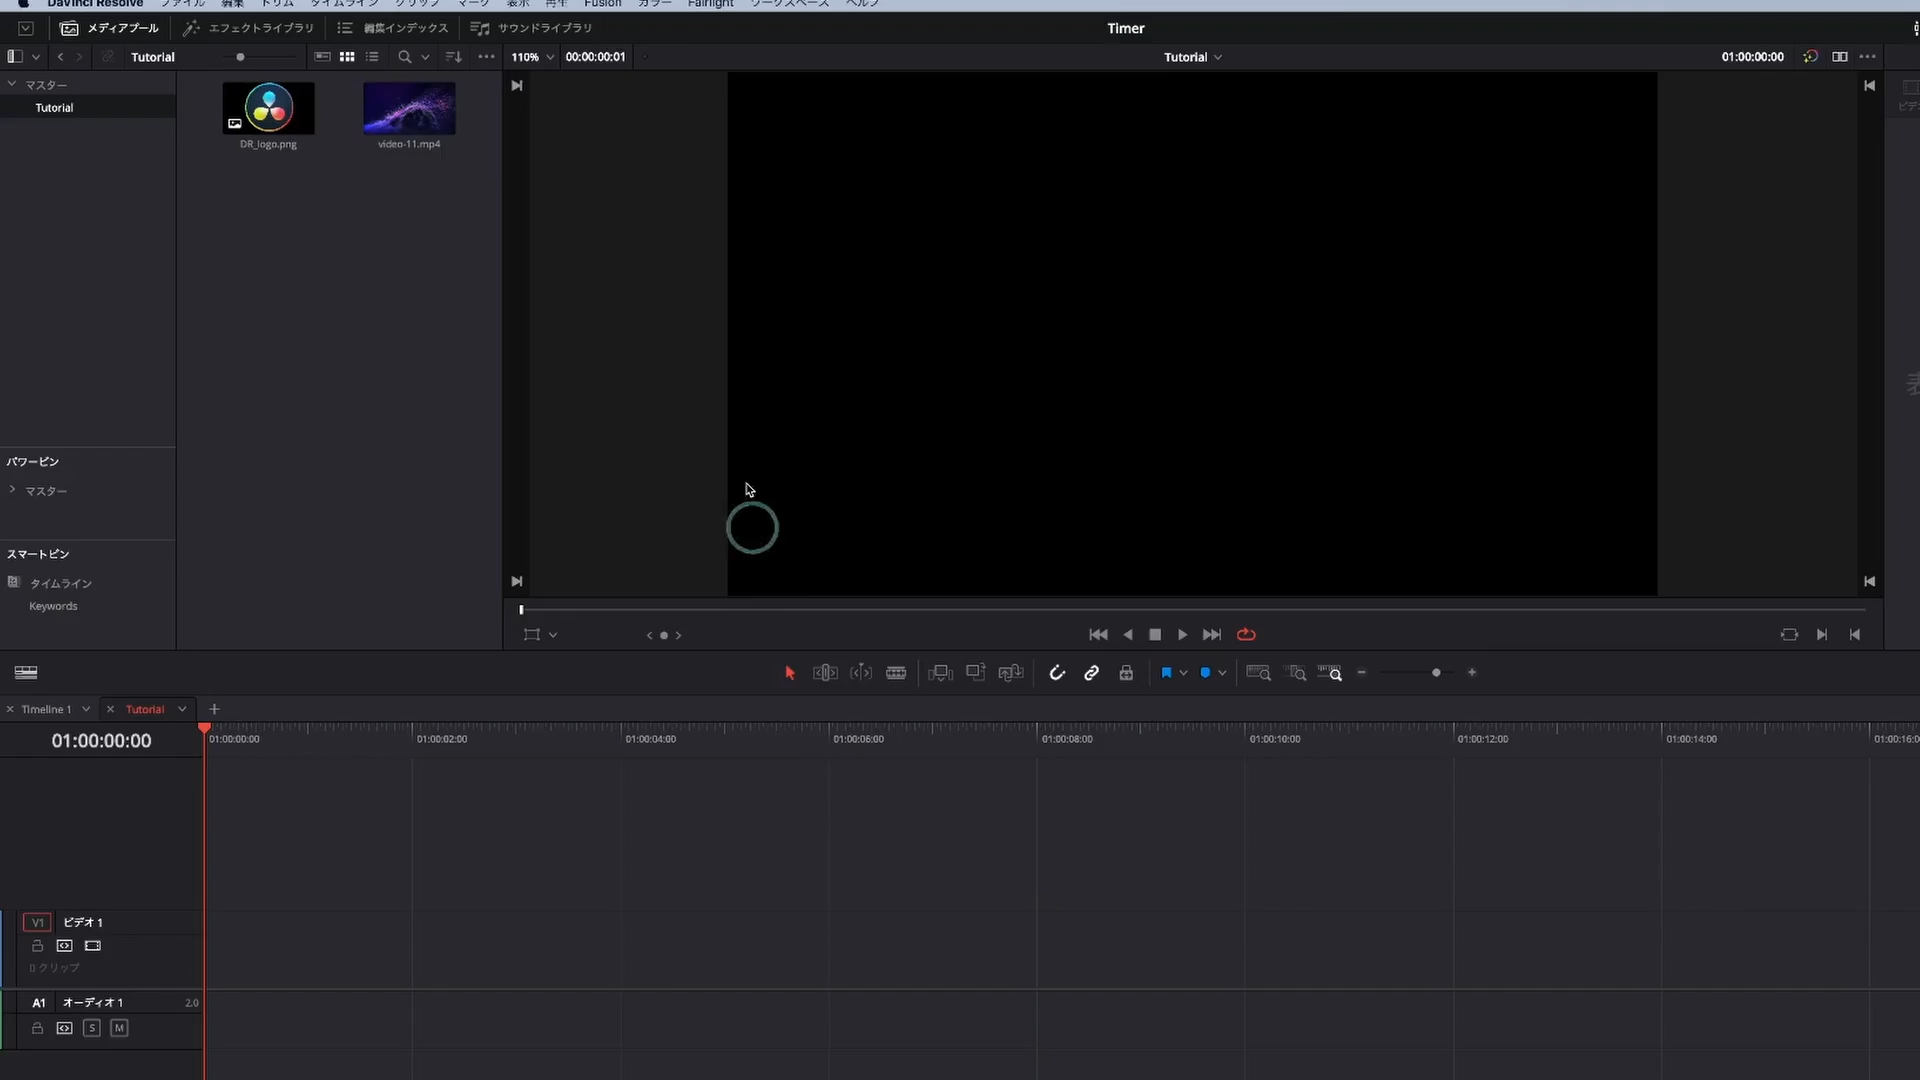 DaVinci Resolve ファイル 編集 トリム タイムライン クリップ マーク 表示 再生 Fusion カラー Fairlight ワークスペース ヘルプ
メディアプール エフェクトライブラリ 編集インデックス サウンドライブラリ Timer
Tutorial 110% 00:00:00:01 Tutorial 01:00:00:00
マスター
Tutorial
DR_logo.png video-11.mp4
パワービン
マスター
スマートビン
タイムライン
Keywords
Timeline 1 Tutorial
01:00:00:00 01:00:00:00 01:00:02:00 01:00:04:00 01:00:06:00 01:00:08:00 01:00:10:00 01:00:12:00 01:00:14:00 01:00:16:0
V1 ビデオ 1
0 クリップ
A1 オーディオ 1 2.0
S M